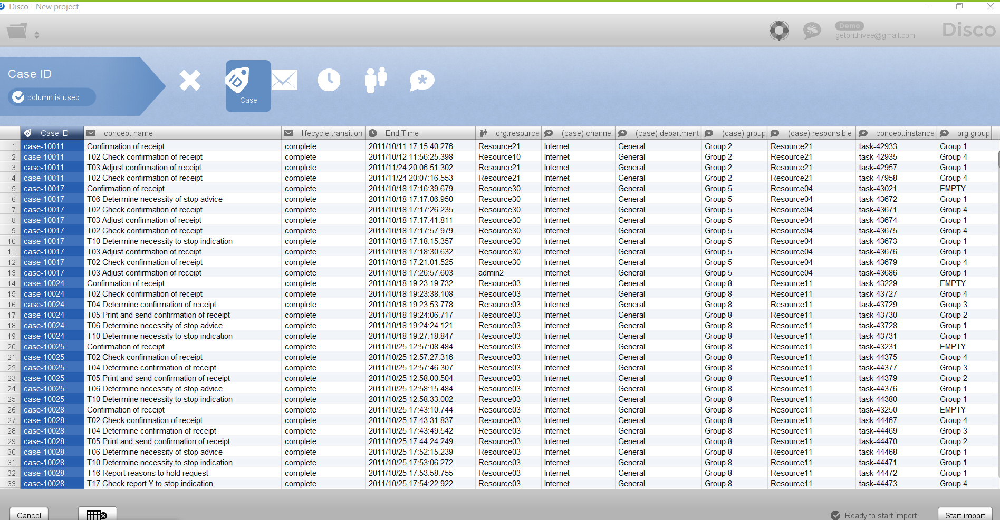 Disco - New project
Demo
getprithivee@gmail.com
Disco
Case ID
column is used
Case
Case ID concept:name lifecycle:transition End Time org:resource (case) channel (case) department (case) group (case) responsible concept:instance org:group
1 case-10011 Confirmation of receipt complete 2011/10/11 17:15:40.276 Resource21 Internet General Group 2 Resource21 task-42933 Group 1
2 case-10011 T02 Check confirmation of receipt complete 2011/10/12 11:56:25.398 Resource10 Internet General Group 2 Resource21 task-42935 Group 4
3 case-10011 T03 Adjust confirmation of receipt complete 2011/11/24 20:06:51.302 Resource21 Internet General Group 2 Resource21 task-42957 Group 1
4 case-10011 T02 Check confirmation of receipt complete 2011/11/24 20:07:16.553 Resource21 Internet General Group 2 Resource21 task-47958 Group 4
5 case-10017 Confirmation of receipt complete 2011/10/18 17:16:39.679 Resource30 Internet General Group 5 Resource04 task-43021 EMPTY
6 case-10017 T06 Determine necessity of stop advice complete 2011/10/18 17:17:06.950 Resource30 Internet General Group 5 Resource04 task-43672 Group 1
7 case-10017 T02 Check confirmation of receipt complete 2011/10/18 17:17:26.235 Resource30 Internet General Group 5 Resource04 task-43671 Group 4
8 case-10017 T03 Adjust confirmation of receipt complete 2011/10/18 17:17:41.811 Resource30 Internet General Group 5 Resource04 task-43674 Group 1
9 case-10017 T02 Check confirmation of receipt complete 2011/10/18 17:17:57.979 Resource30 Internet General Group 5 Resource04 task-43675 Group 4
10 case-10017 T10 Determine necessity to stop indication complete 2011/10/18 17:18:15.357 Resource30 Internet General Group 5 Resource04 task-43673 Group 1
11 case-10017 T03 Adjust confirmation of receipt complete 2011/10/18 17:18:30.632 Resource30 Internet General Group 5 Resource04 task-43676 Group 1
12 case-10017 T02 Check confirmation of receipt complete 2011/10/18 17:21:01.525 Resource30 Internet General Group 5 Resource04 task-43679 Group 4
13 case-10017 T03 Adjust confirmation of receipt complete 2011/10/18 17:26:57.603 admin2 Internet General Group 5 Resource04 task-43686 Group 1
14 case-10024 Confirmation of receipt complete 2011/10/18 19:23:19.732 Resource03 Internet General Group 8 Resource11 task-43229 EMPTY
15 case-10024 T02 Check confirmation of receipt complete 2011/10/18 19:23:38.108 Resource03 Internet General Group 8 Resource11 task-43727 Group 4
16 case-10024 T04 Determine confirmation of receipt complete 2011/10/18 19:23:53.778 Resource03 Internet General Group 8 Resource11 task-43729 Group 3
17 case-10024 T05 Print and send confirmation of receipt complete 2011/10/18 19:24:06.717 Resource03 Internet General Group 8 Resource11 task-43730 Group 2
18 case-10024 T06 Determine necessity of stop advice complete 2011/10/18 19:24:24.121 Resource03 Internet General Group 8 Resource11 task-43728 Group 1
19 case-10024 T10 Determine necessity to stop indication complete 2011/10/18 19:27:18.847 Resource03 Internet General Group 8 Resource11 task-43731 Group 1
20 case-10025 Confirmation of receipt complete 2011/10/25 12:57:08.484 Resource03 Internet General Group 8 Resource11 task-43231 EMPTY
21 case-10025 T02 Check confirmation of receipt complete 2011/10/25 12:57:27.316 Resource03 Internet General Group 8 Resource11 task-44375 Group 4
22 case-10025 T04 Determine confirmation of receipt complete 2011/10/25 12:57:46.307 Resource03 Internet General Group 8 Resource11 task-44377 Group 3
23 case-10025 T05 Print and send confirmation of receipt complete 2011/10/25 12:58:00.504 Resource03 Internet General Group 8 Resource11 task-44379 Group 2
24 case-10025 T06 Determine necessity of stop advice complete 2011/10/25 12:58:15.484 Resource03 Internet General Group 8 Resource11 task-44376 Group 1
25 case-10025 T10 Determine necessity to stop indication complete 2011/10/25 12:58:33.002 Resource03 Internet General Group 8 Resource11 task-44380 Group 1
26 case-10028 Confirmation of receipt complete 2011/10/25 17:43:10.744 Resource03 Internet General Group 8 Resource11 task-43250 EMPTY
27 case-10028 T02 Check confirmation of receipt complete 2011/10/25 17:43:31.837 Resource03 Internet General Group 8 Resource11 task-44467 Group 4
28 case-10028 T04 Determine confirmation of receipt complete 2011/10/25 17:43:49.542 Resource03 Internet General Group 8 Resource11 task-44469 Group 3
29 case-10028 T05 Print and send confirmation of receipt complete 2011/10/25 17:44:24.249 Resource03 Internet General Group 8 Resource11 task-44470 Group 2
30 case-10028 T06 Determine necessity of stop advice complete 2011/10/25 17:52:15.239 Resource03 Internet General Group 8 Resource11 task-44468 Group 1
31 case-10028 T10 Determine necessity to stop indication complete 2011/10/25 17:53:06.272 Resource03 Internet General Group 8 Resource11 task-44471 Group 1
32 case-10028 T16 Report reasons to hold request complete 2011/10/25 17:53:58.755 Resource03 Internet General Group 8 Resource11 task-44472 Group 1
33 case-10028 T17 Check report Y to stop indication complete 2011/10/25 17:54:22.922 Resource03 Internet General Group 8 Resource11 task-44473 Group 4
Cancel Ready to start import. Start import